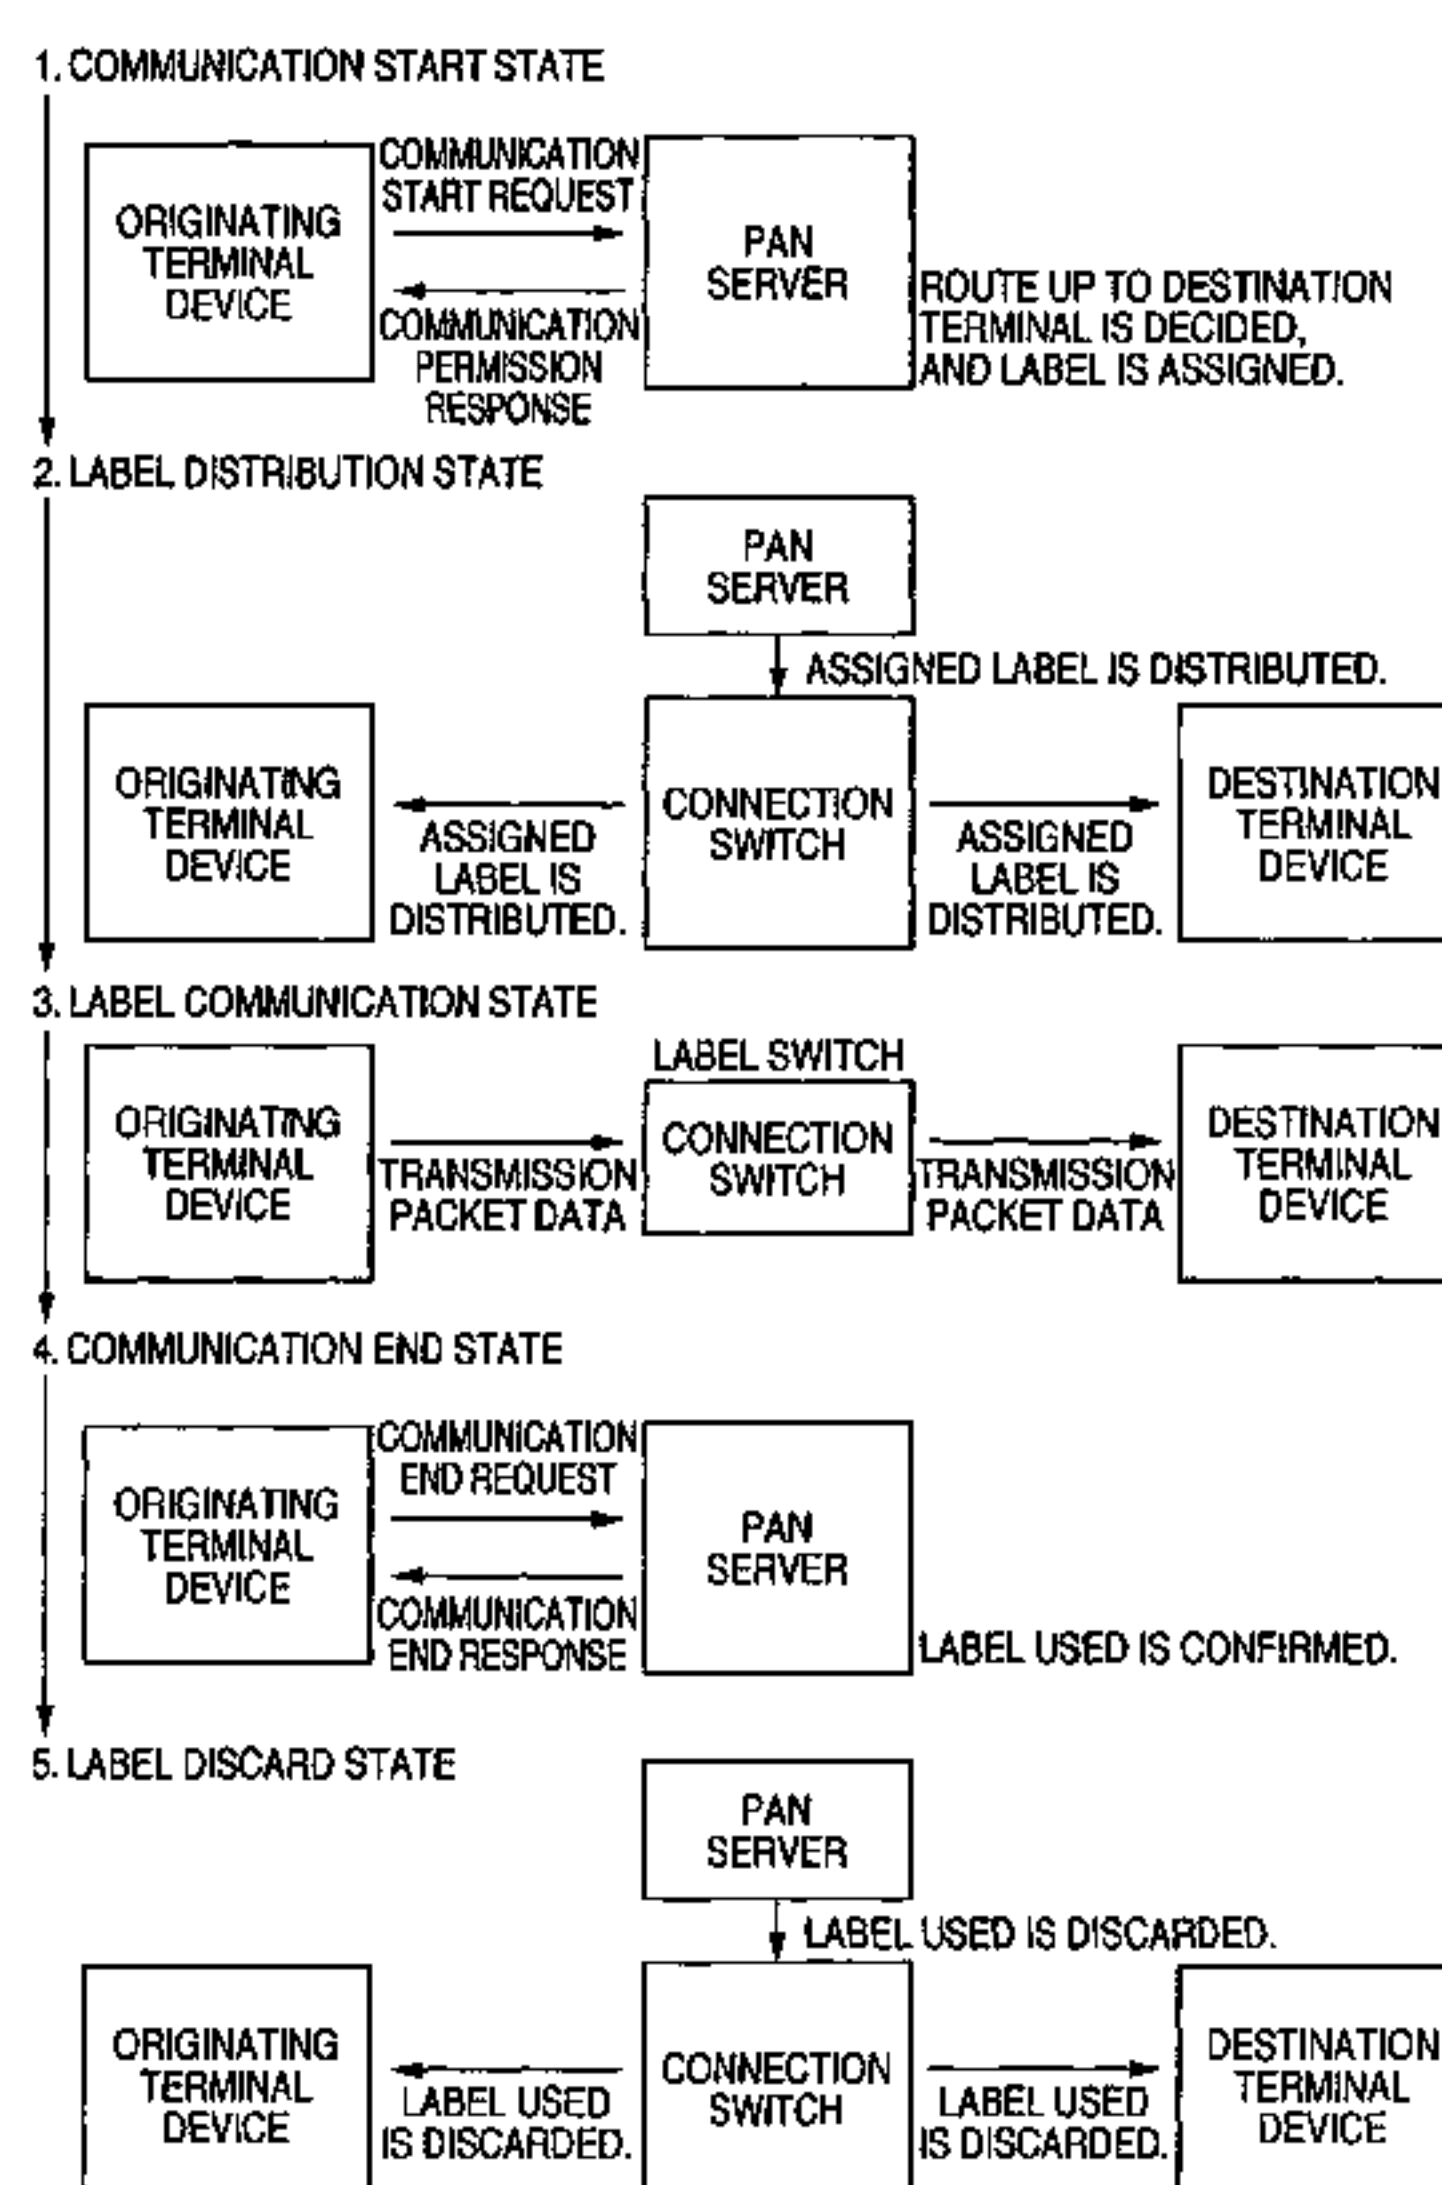 1. COMMUNICATION START STATE
ORIGINATING
TERMINAL
DEVICE
COMMUNICATION
START REQUEST
COMMUNICATION
PERMISSION
RESPONSE
PAN
SERVER
ROUTE UP TO DESTINATION
TERMINAL IS DECIDED,
AND LABEL IS ASSIGNED.
2. LABEL DISTRIBUTION STATE
PAN
SERVER
ASSIGNED LABEL IS DISTRIBUTED.
ORIGINATING
TERMINAL
DEVICE
ASSIGNED
LABEL IS
DISTRIBUTED.
CONNECTION
SWITCH
ASSIGNED
LABEL IS
DISTRIBUTED.
DESTINATION
TERMINAL
DEVICE
3. LABEL COMMUNICATION STATE
ORIGINATING
TERMINAL
DEVICE
TRANSMISSION
PACKET DATA
LABEL SWITCH
CONNECTION
SWITCH
TRANSMISSION
PACKET DATA
DESTINATION
TERMINAL
DEVICE
4. COMMUNICATION END STATE
ORIGINATING
TERMINAL
DEVICE
COMMUNICATION
END REQUEST
COMMUNICATION
END RESPONSE
PAN
SERVER
LABEL USED IS CONFIRMED.
5. LABEL DISCARD STATE
PAN
SERVER
LABEL USED IS DISCARDED.
ORIGINATING
TERMINAL
DEVICE
LABEL USED
IS DISCARDED.
CONNECTION
SWITCH
LABEL USED
IS DISCARDED.
DESTINATION
TERMINAL
DEVICE